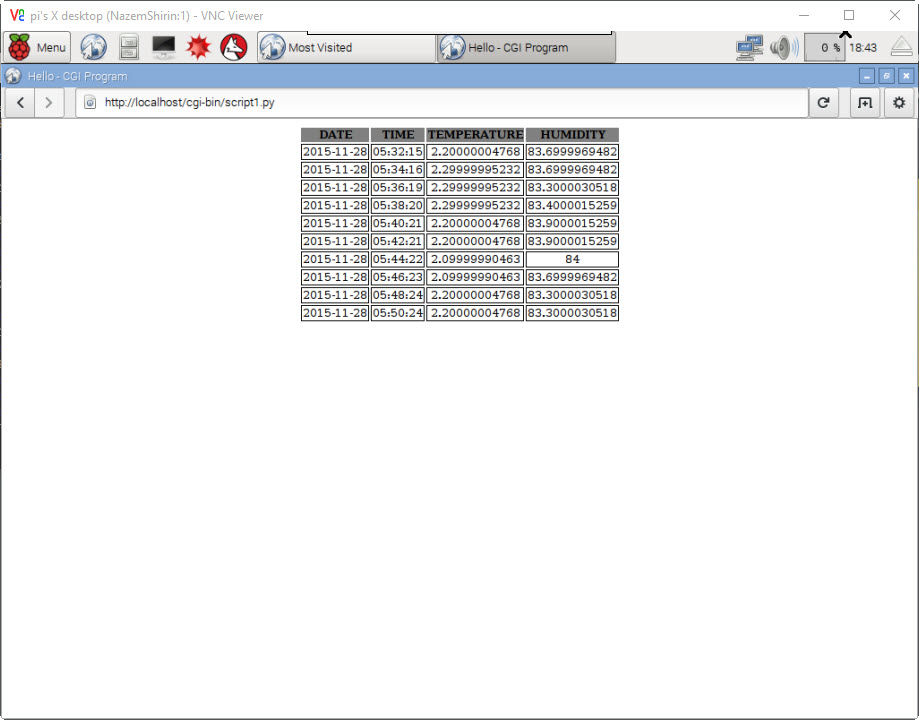 pi's X desktop (NazemShirin:1) - VNC Viewer
Menu Most Visited Hello - CGI Program 0 % 18:43
Hello - CGI Program
http://localhost/cgi-bin/script1.py
DATE TIME TEMPERATURE HUMIDITY
2015-11-28 05:32:15 2.20000004768 83.6999969482
2015-11-28 05:34:16 2.29999995232 83.6999969482
2015-11-28 05:36:19 2.29999995232 83.3000030518
2015-11-28 05:38:20 2.29999995232 83.4000015259
2015-11-28 05:40:21 2.20000004768 83.9000015259
2015-11-28 05:42:21 2.20000004768 83.9000015259
2015-11-28 05:44:22 2.09999990463 84
2015-11-28 05:46:23 2.09999990463 83.6999969482
2015-11-28 05:48:24 2.20000004768 83.3000030518
2015-11-28 05:50:24 2.20000004768 83.3000030518